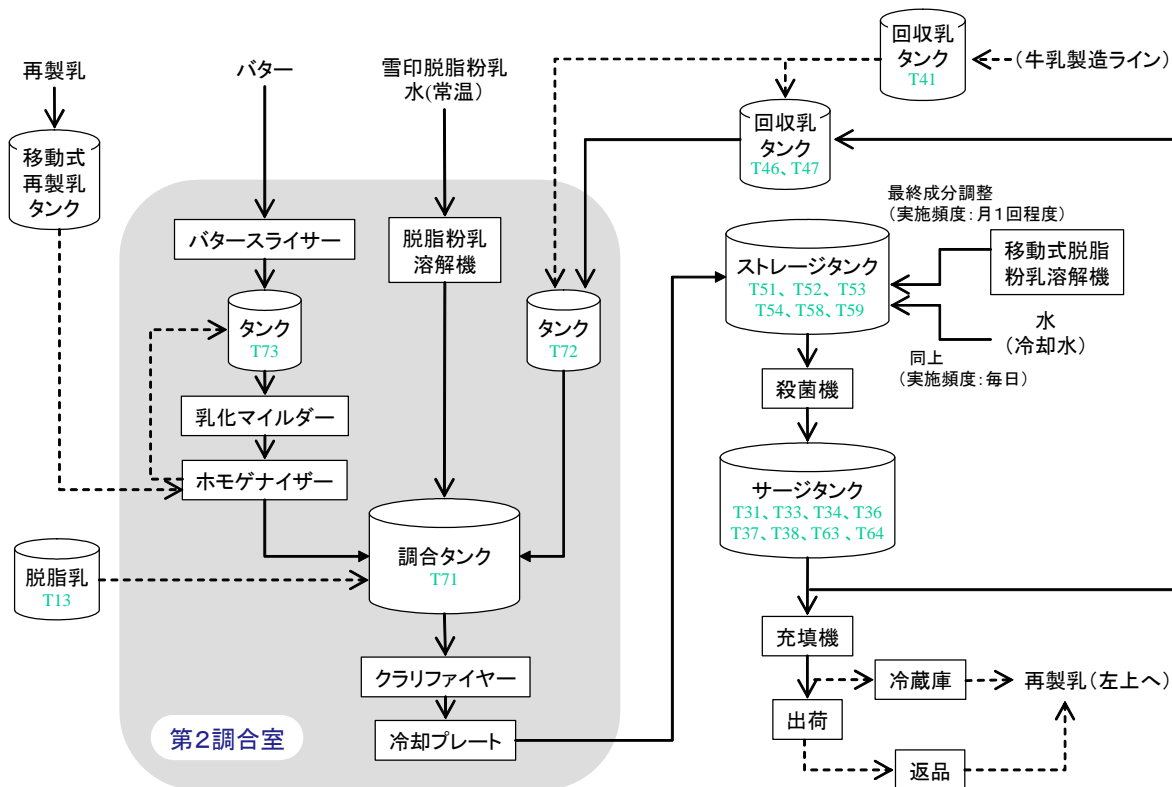 再製乳
移動式
再製乳
タンク
脱脂乳
T13
バター
バタースライサー
タンク
T73
乳化マイルダー
ホモゲナイザー
雪印脱脂粉乳
水(常温)
脱脂粉乳
溶解機
タンク
T72
調合タンク
T71
クラリファイヤー
冷却プレート
第2調合室
回収乳
タンク
T41
(牛乳製造ライン)
回収乳
タンク
T46、T47
最終成分調整
(実施頻度:月1回程度)
移動式脱脂
粉乳溶解機
ストレージタンク
T51、T52、T53
T54、T58、T59
水
(冷却水)
同上
(実施頻度:毎日)
殺菌機
サージタンク
T31、T33、T34、T36
T37、T38、T63、T64
充填機
冷蔵庫
再製乳(左上へ)
出荷
返品